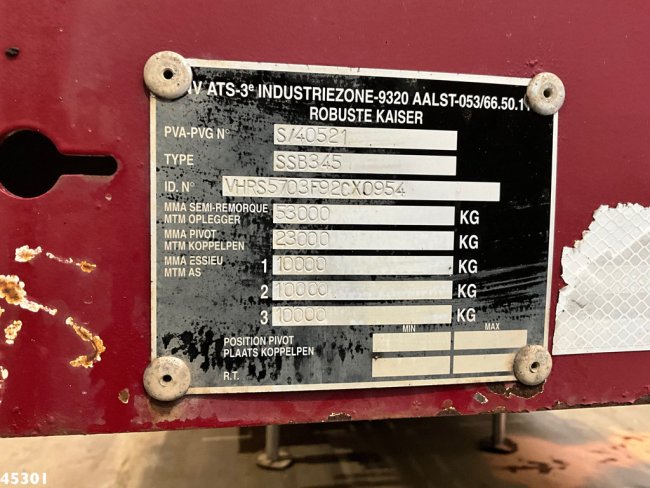 NV ATS-3e INDUSTRIEZONE-9320 AALST-053/66.50.11
ROBUSTE KAISER
PVA-PVG N° S/40521
TYPE SSB345
ID. N° VHRS5703F92CX0954
MMA SEMI-REMORQUE
MTM OPLEGGER 53000 KG
MMA PIVOT
MTM KOPPELPEN 23000 KG
MMA ESSIEU
MTM AS 1 10000 KG
2 10000 KG
3 10000 KG
MIN MAX
POSITION PIVOT
PLAATS KOPPELPEN
R.T.
45301